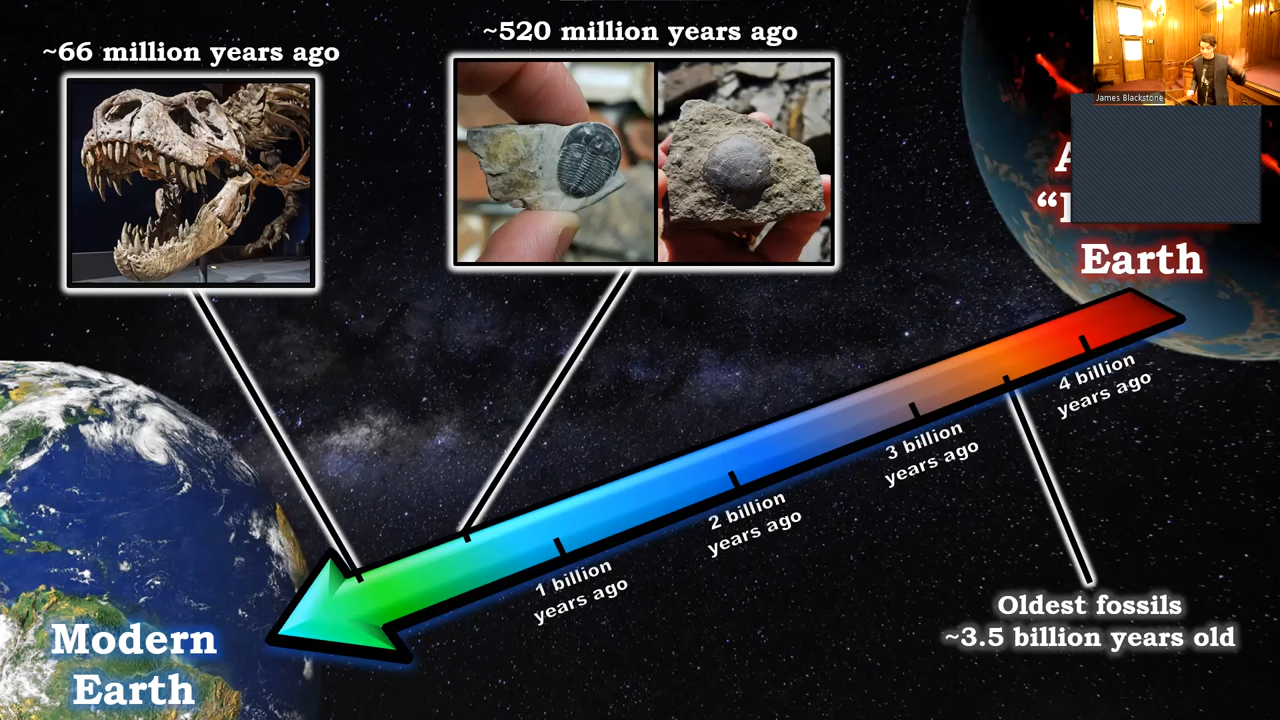 ~66 million years ago
~520 million years ago
James Blackstone
A
“
Earth
4 billion
years ago
3 billion
years ago
2 billion
years ago
1 billion
years ago
Oldest fossils
~3.5 billion years old
Modern
Earth